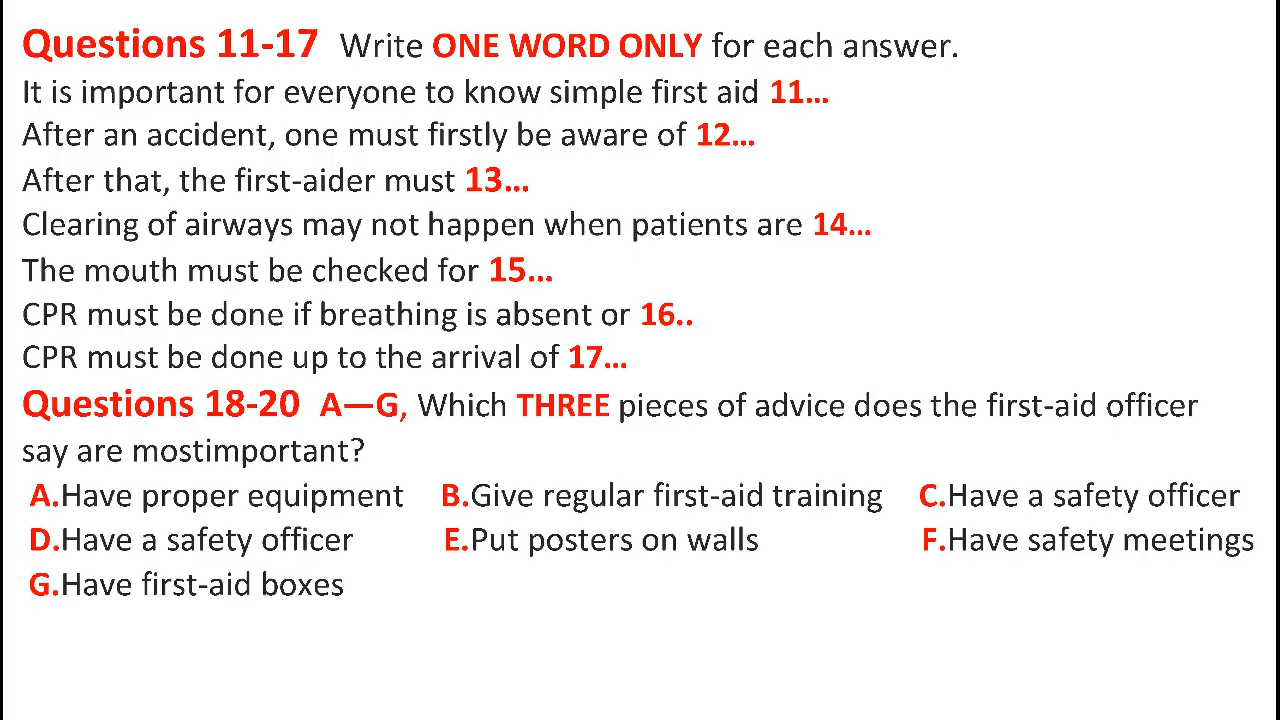 Questions 11-17 Write ONE WORD ONLY for each answer.
It is important for everyone to know simple first aid 11...
After an accident, one must firstly be aware of 12...
After that, the first-aider must 13...
Clearing of airways may not happen when patients are 14...
The mouth must be checked for 15...
CPR must be done if breathing is absent or 16..
CPR must be done up to the arrival of 17...
Questions 18-20 A—G, Which THREE pieces of advice does the first-aid officer
say are mostimportant?
A.Have proper equipment B.Give regular first-aid training C.Have a safety officer
D.Have a safety officer E.Put posters on walls F.Have safety meetings
G.Have first-aid boxes